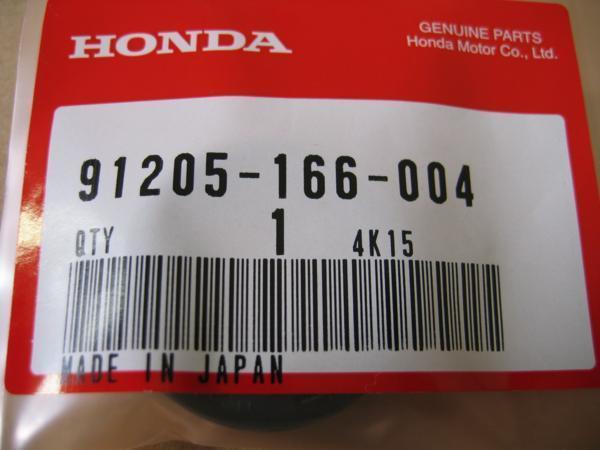 HONDA
GENUINE PARTS
Honda Motor Co., Ltd.
91205-166-004
QTY 1 4K15
MADE IN JAPAN